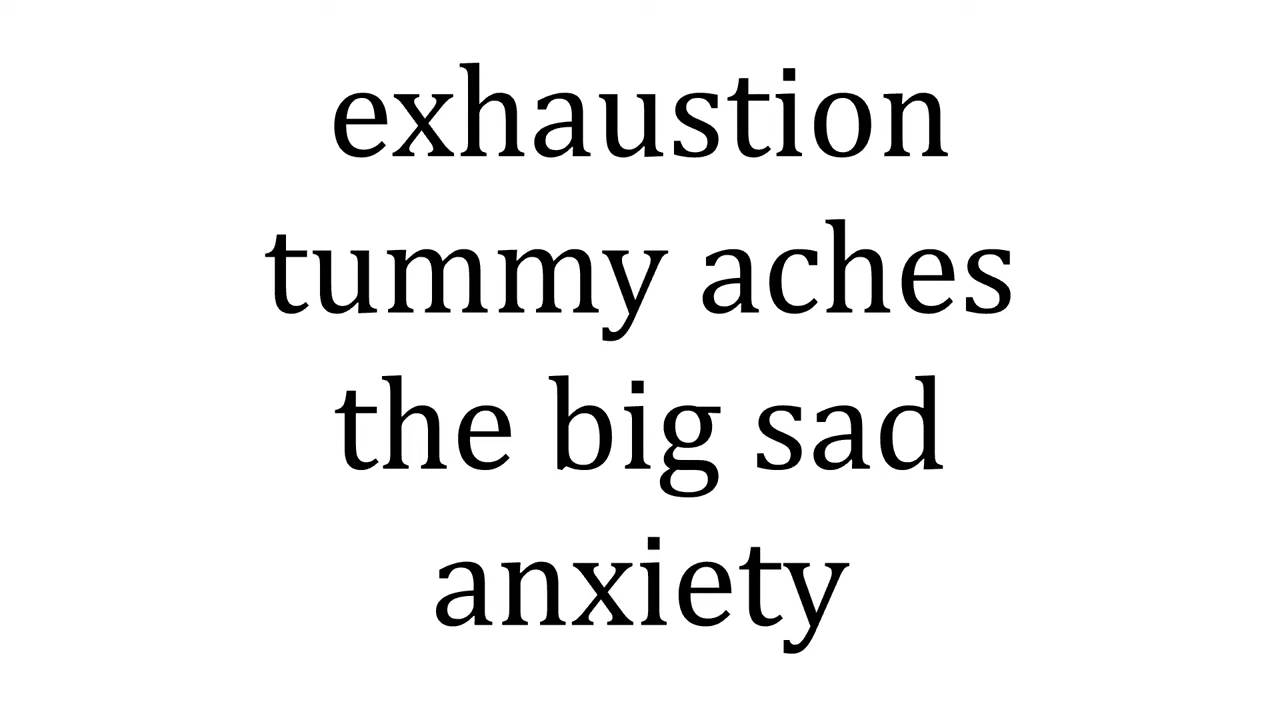 exhaustion
tummy aches
the big sad
anxiety